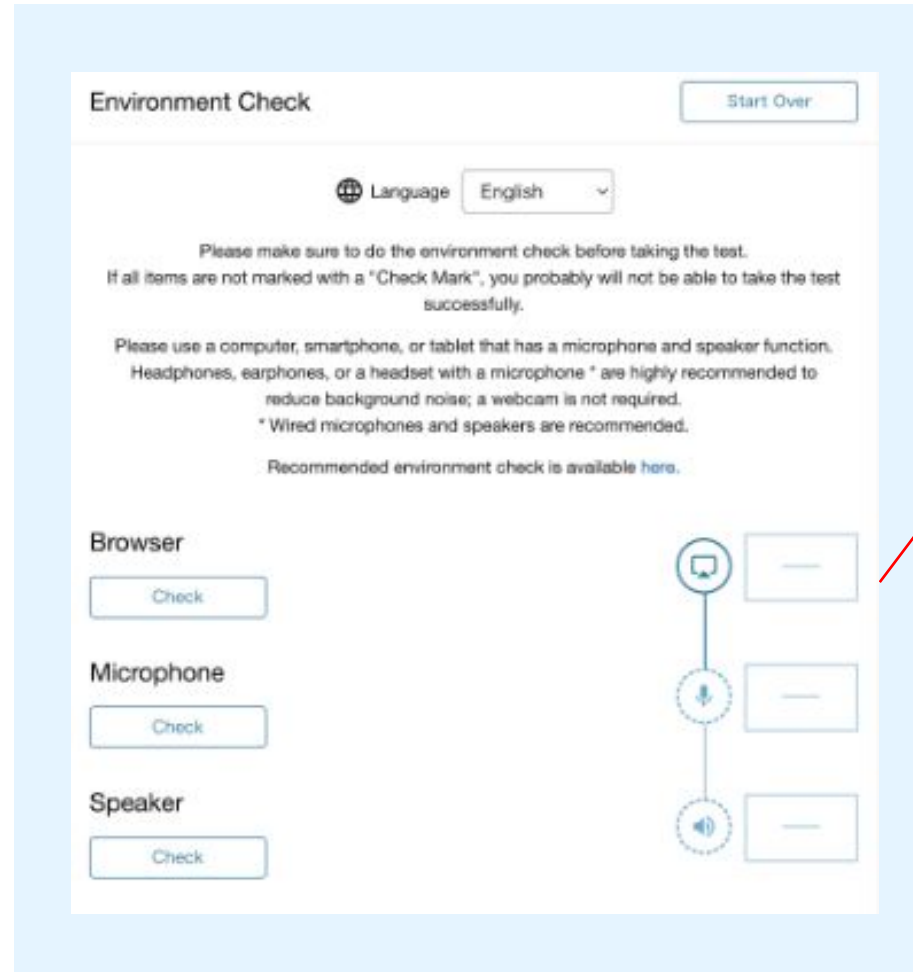 Environment Check
Start Over
Language English
Please make sure to do the environment check before taking the test.
If all items are not marked with a "Check Mark", you probably will not be able to take the test
successfully.
Please use a computer, smartphone, or tablet that has a microphone and speaker function.
Headphones, earphones, or a headset with a microphone * are highly recommended to
reduce background noise; a webcam is not required.
* Wired microphones and speakers are recommended.
Recommended environment check is available here.
Browser
Check
Microphone
Check
Speaker
Check